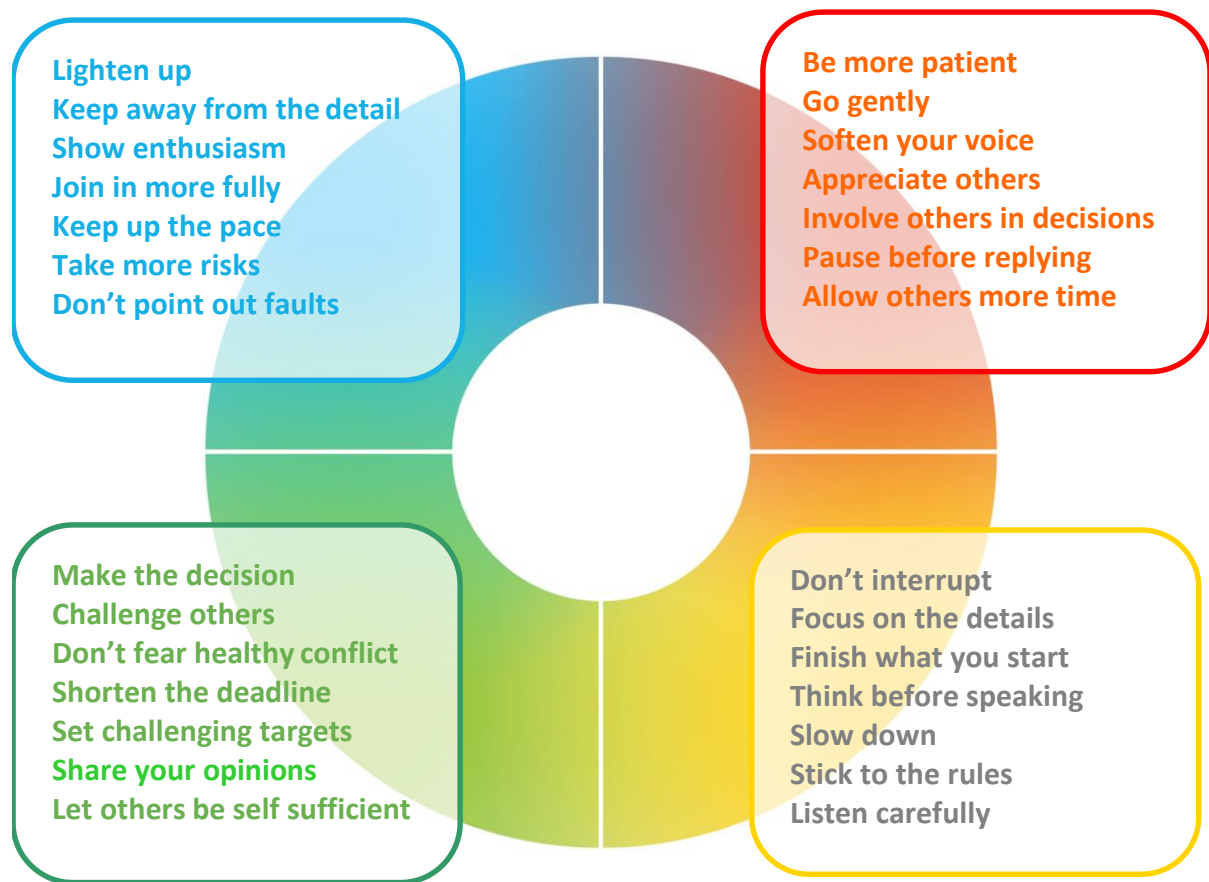 Lighten up
Keep away from the detail
Show enthusiasm
Join in more fully
Keep up the pace
Take more risks
Don’t point out faults
Be more patient
Go gently
Soften your voice
Appreciate others
Involve others in decisions
Pause before replying
Allow others more time
Make the decision
Challenge others
Don’t fear healthy conflict
Shorten the deadline
Set challenging targets
Share your opinions
Let others be self sufficient
Don’t interrupt
Focus on the details
Finish what you start
Think before speaking
Slow down
Stick to the rules
Listen carefully